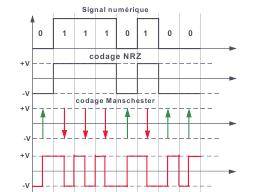 Signal numérique
0 1 1 1 0 1 0 0
codage NRZ
+V
-V
codage Manschester
+V
-V
+V
-V